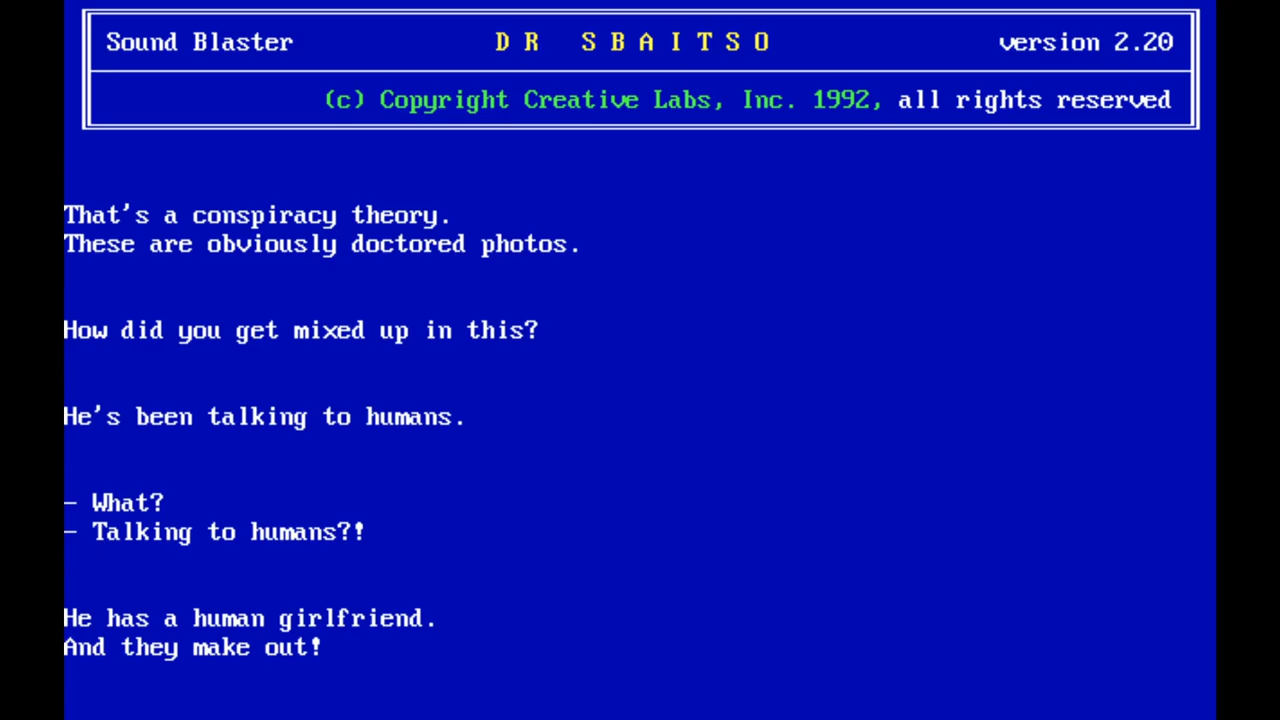 Sound Blaster D R S B A I T S O version 2.20
(c) Copyright Creative Labs, Inc. 1992, all rights reserved
That's a conspiracy theory.
These are obviously doctored photos.
How did you get mixed up in this?
He's been talking to humans.
- What?
- Talking to humans?!
He has a human girlfriend.
And they make out!